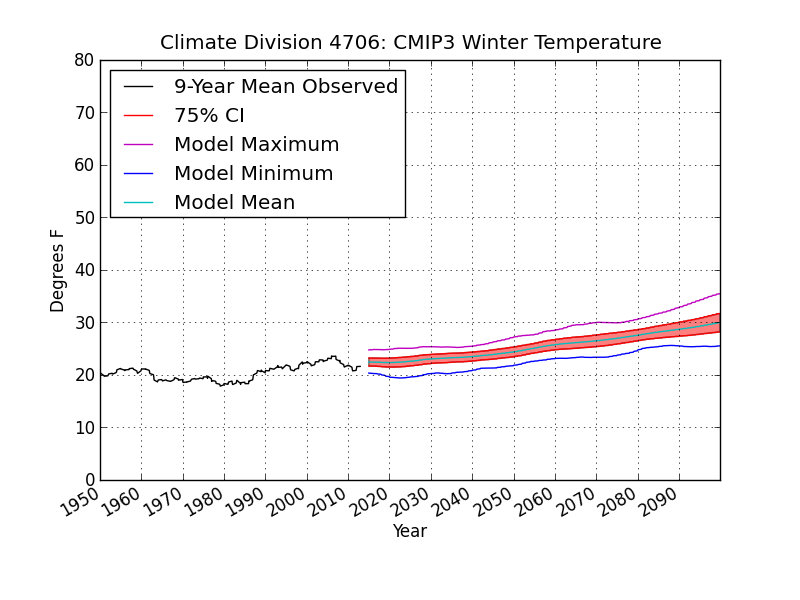 Climate Division 4706: CMIP3 Winter Temperature
80
70
60
50
40
30
20
10
0
Degrees F
9-Year Mean Observed
75% CI
Model Maximum
Model Minimum
Model Mean
1950 1960 1970 1980 1990 2000 2010 2020 2030 2040 2050 2060 2070 2080 2090
Year